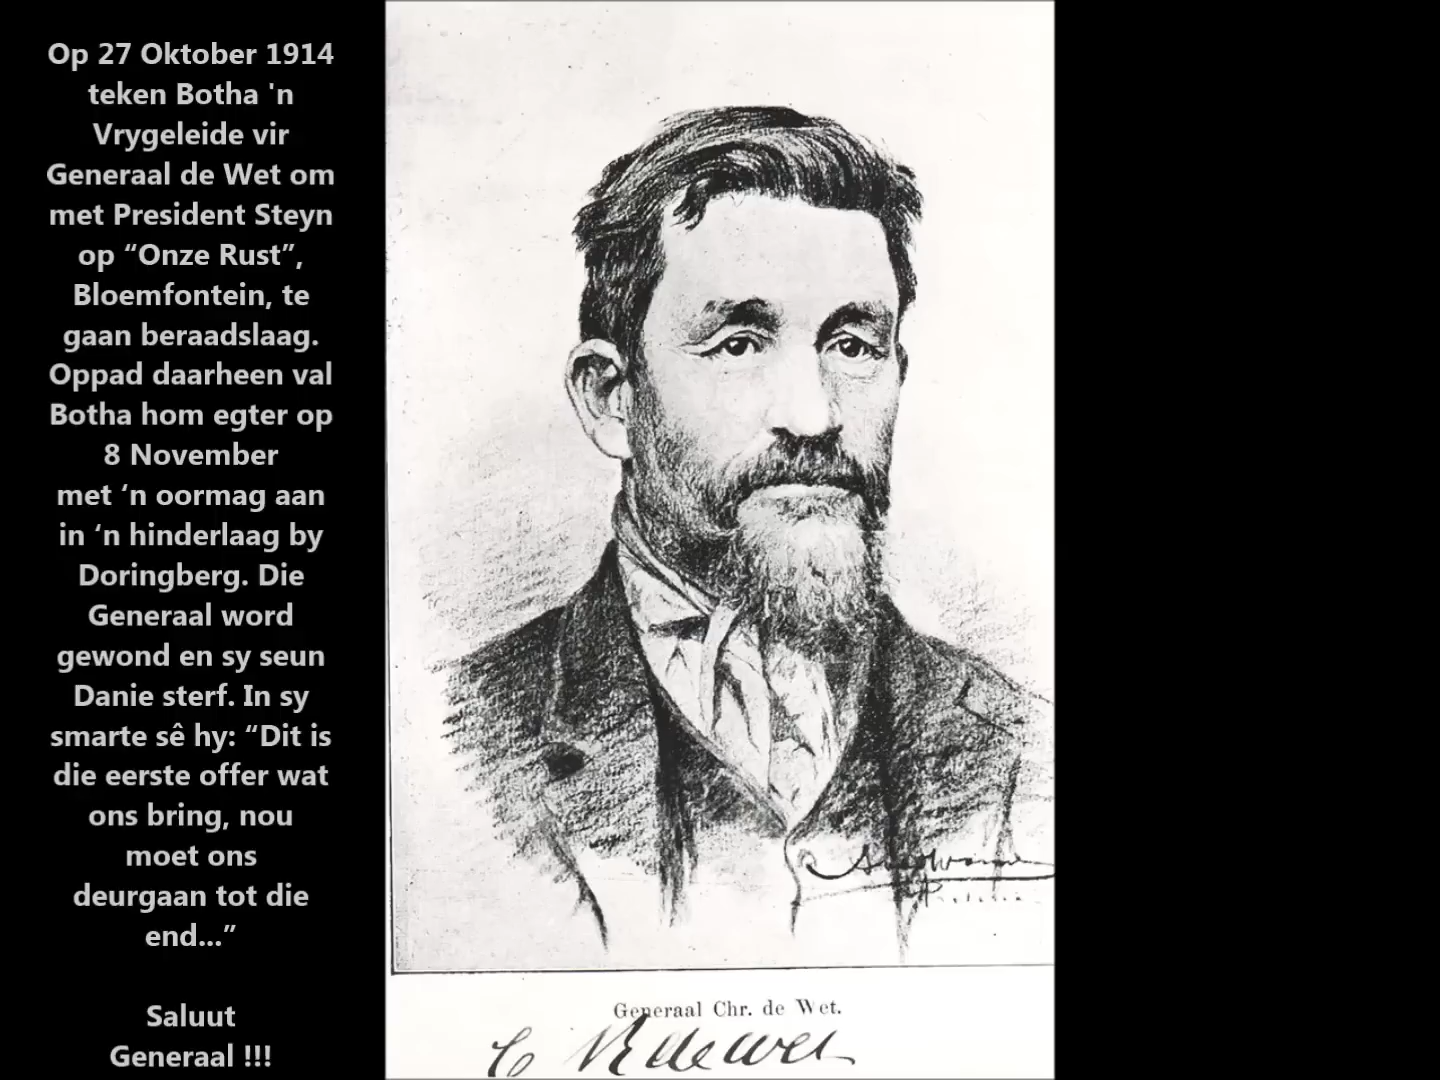 Op 27 Oktober 1914
teken Botha 'n
Vrygeleide vir
Generaal de Wet om
met President Steyn
op “Onze Rust”,
Bloemfontein, te
gaan beraadslaag.
Oppad daarheen val
Botha hom egter op
8 November
met ‘n oormag aan
in ‘n hinderlaag by
Doringberg. Die
Generaal word
gewond en sy seun
Danie sterf. In sy
smarte sê hy: “Dit is
die eerste offer wat
ons bring, nou
moet ons
deurgaan tot die
end...”
Saluut
Generaal !!!
Generaal Chr. de Wet.
C R de Wet